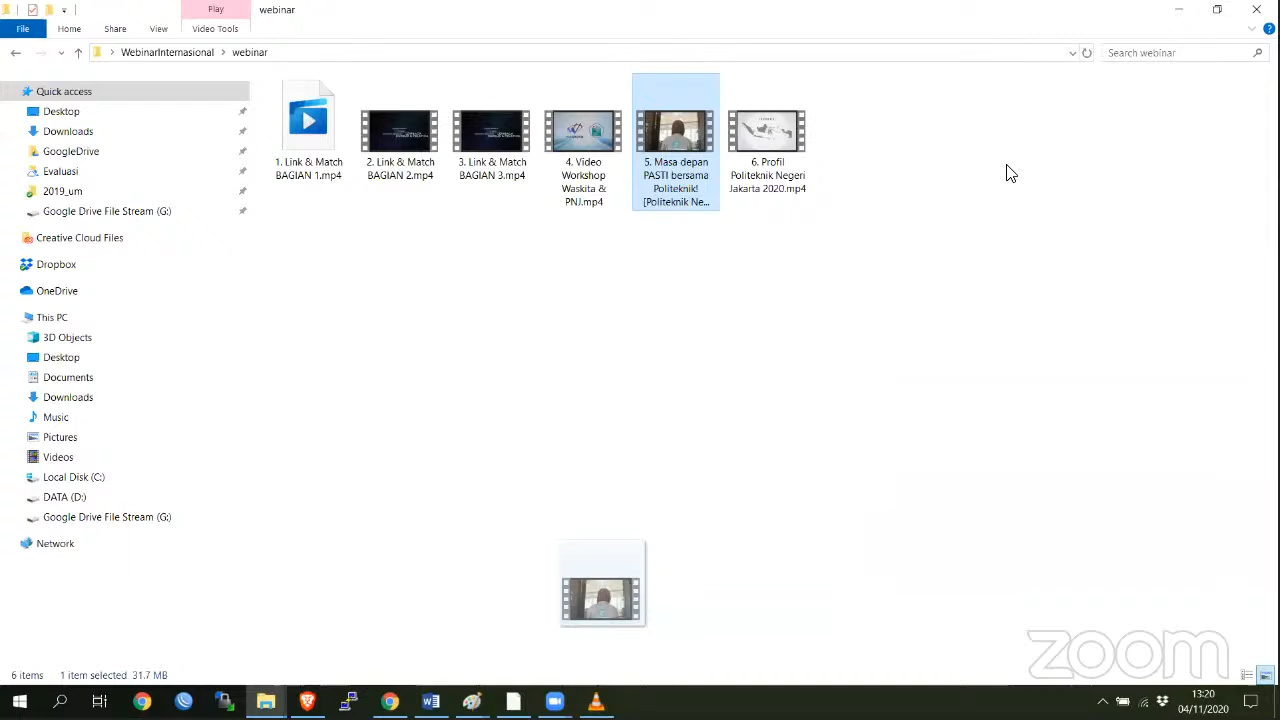 Play
webinar
File
Home
Share
View
Video Tools
WebinarInternasional
webinar
Search webinar
Quick access
Desktop
Downloads
GoogleDrive
Evaluasi
2019_um
Google Drive File Stream (G:)
Creative Cloud Files
Dropbox
OneDrive
This PC
3D Objects
Desktop
Documents
Downloads
Music
Pictures
Videos
Local Disk (C:)
DATA (D:)
Google Drive File Stream (G:)
Network
1. Link & Match
BAGIAN 1.mp4
2. Link & Match
BAGIAN 2.mp4
3. Link & Match
BAGIAN 3.mp4
4. Video
Workshop
Waskita &
PNJ.mp4
5. Masa depan
PASTI bersama
Politeknik!
[Politeknik Ne...
6. Profil
Politeknik Negeri
Jakarta 2020.mp4
zoom
6 items
1 item selected 31.7 MB
13:20
04/11/2020